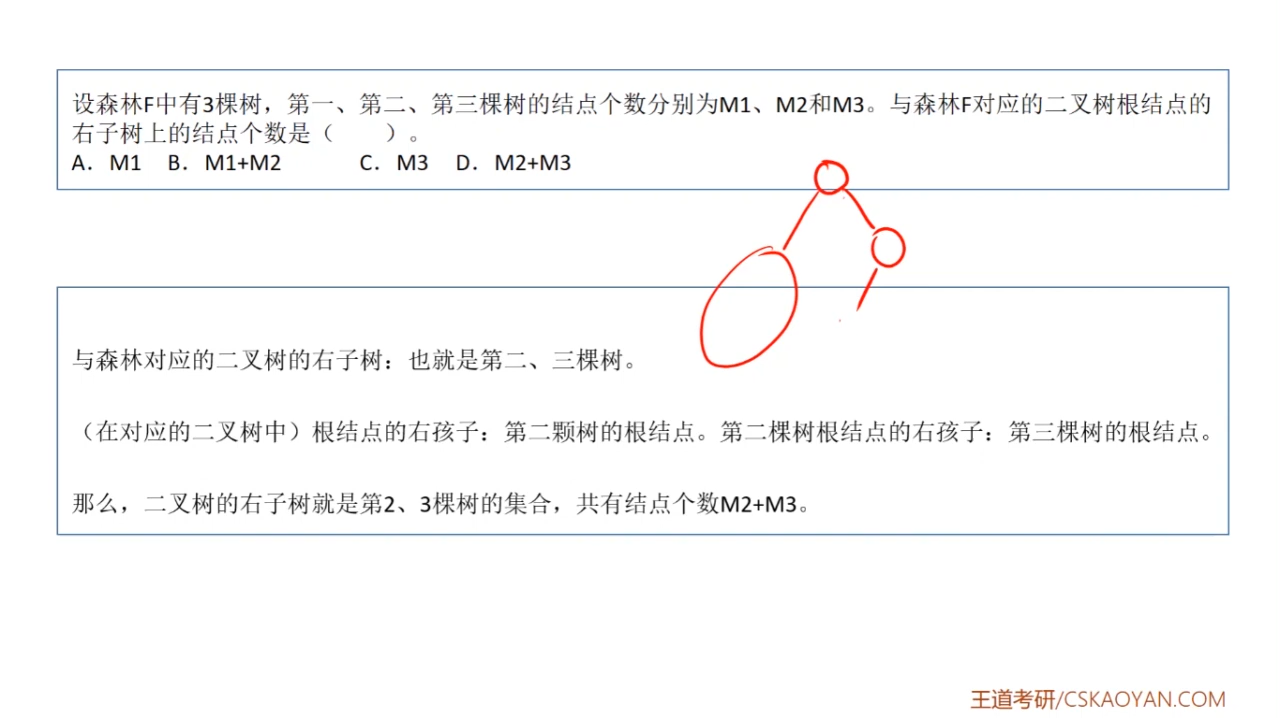 设森林F中有3棵树，第一、第二、第三棵树的结点个数分别为M1、M2和M3。与森林F对应的二叉树根结点的
右子树上的结点个数是（　　）。
A. M1 B. M1+M2 C. M3 D. M2+M3
与森林对应的二叉树的右子树：也就是第二、三棵树。
（在对应的二叉树中）根结点的右孩子：第二颗树的根结点。第二棵树根结点的右孩子：第三棵树的根结点。
那么，二叉树的右子树就是第2、3棵树的集合，共有结点个数M2+M3。
王道考研/CSKAOYAN.COM